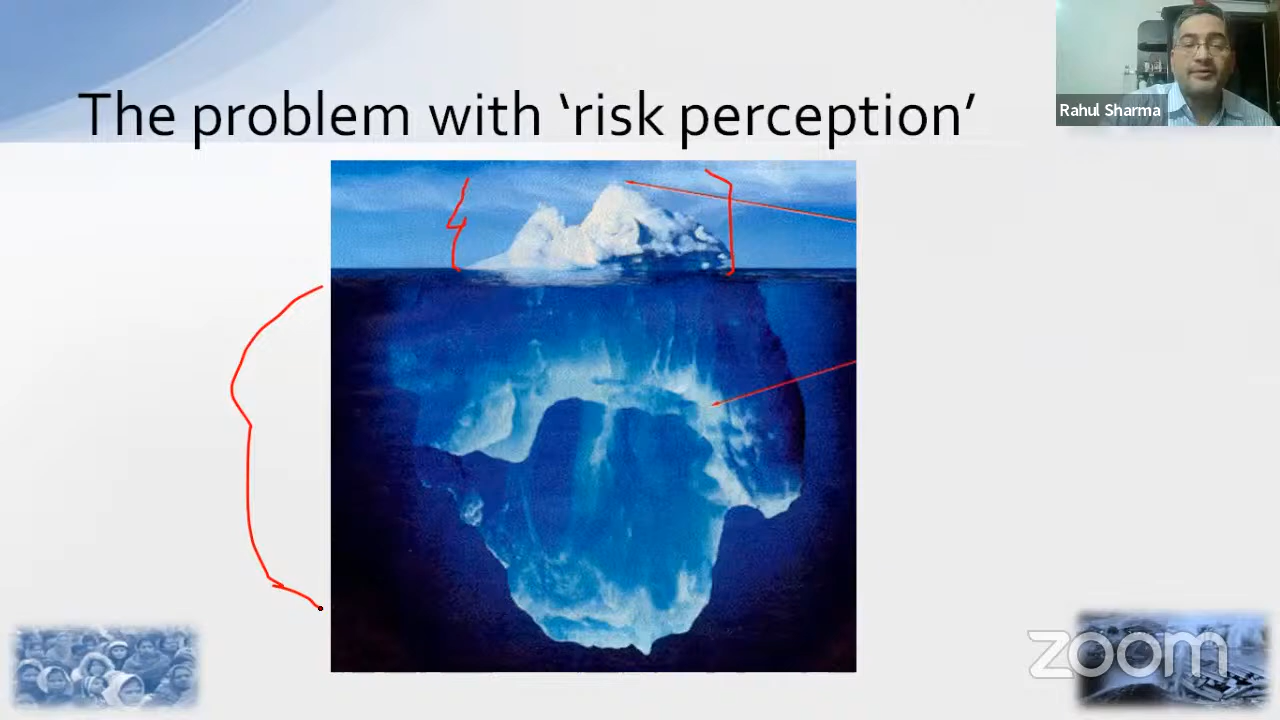 The problem with ‘risk perception’
Rahul Sharma
zoom